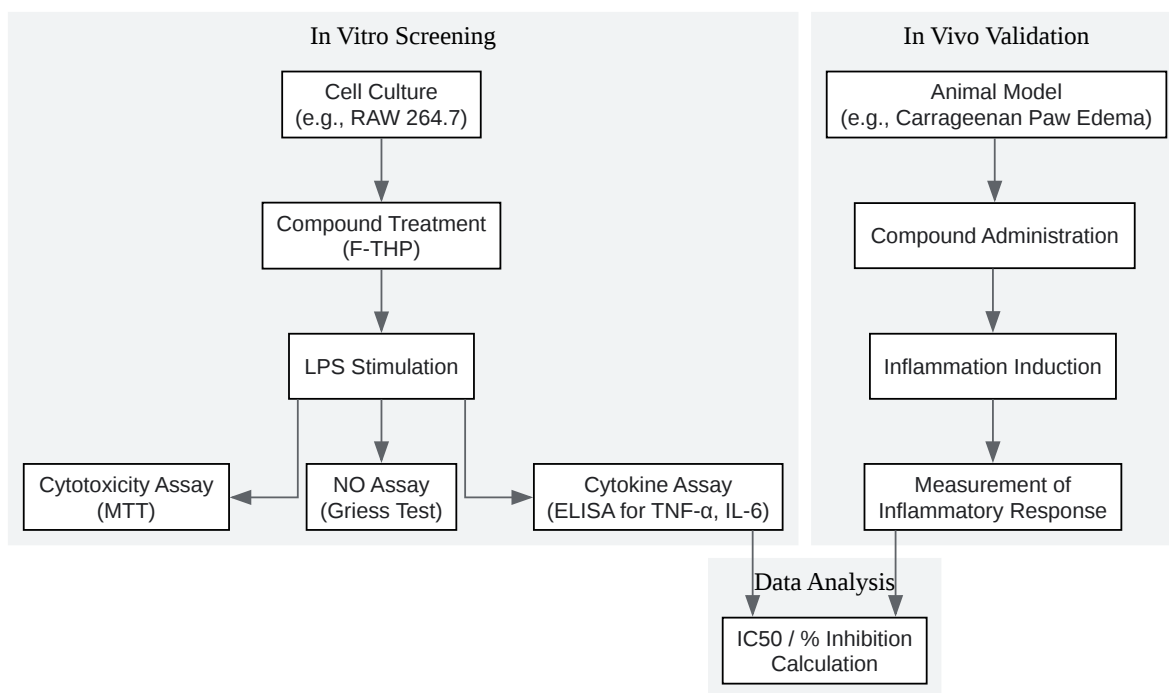 In Vitro Screening
Cell Culture
(e.g., RAW 264.7)
Compound Treatment
(F-THP)
LPS Stimulation
Cytotoxicity Assay
(MTT)
NO Assay
(Griess Test)
Cytokine Assay
(ELISA for TNF-α, IL-6)
In Vivo Validation
Animal Model
(e.g., Carrageenan Paw Edema)
Compound Administration
Inflammation Induction
Measurement of
Inflammatory Response
Data Analysis
IC50 / % Inhibition
Calculation